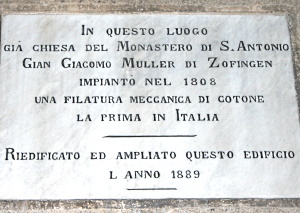 In questo luogo
già chiesa del Monastero di S. Antonio
Gian Giacomo Muller di Zofingen
impiantò nel 1808
una filatura meccanica di cotone
la prima in Italia
Riedificato ed ampliato questo edificio
l anno 1889